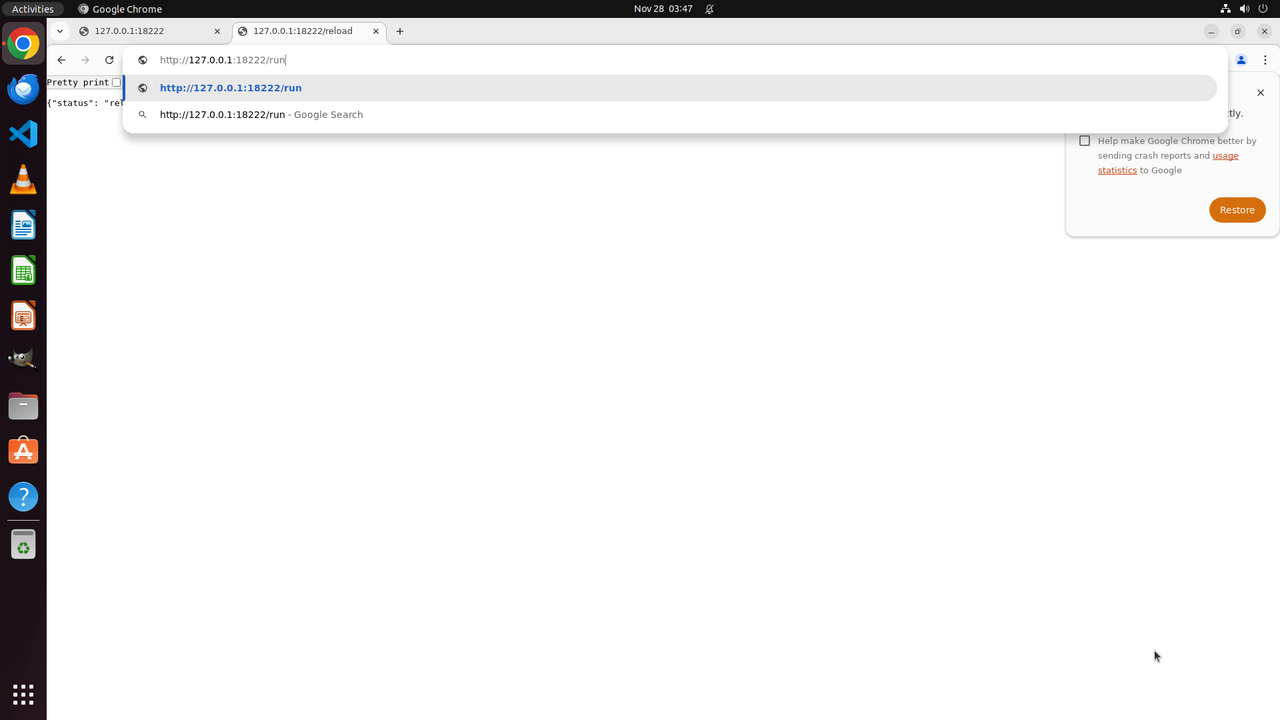 Activities
Google Chrome
Nov 28 03:47
127.0.0.1:18222
127.0.0.1:18222/reload
http://127.0.0.1:18222/run
Pretty print
http://127.0.0.1:18222/run
{"status": "rel
http://127.0.0.1:18222/run - Google Search
tly.
Help make Google Chrome better by
sending crash reports and usage
statistics to Google
Restore